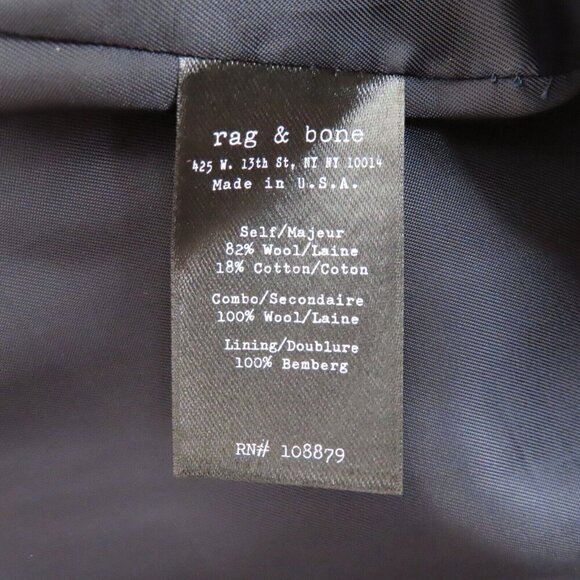 rag & bone
425 W. 13th St, NY NY 10014
Made in U.S.A.
Self/Majeur
82% Wool/Laine
18% Cotton/Coton
Combo/Secondaire
100% Wool/Laine
Lining/Doublure
100% Bemberg
RN# 108879